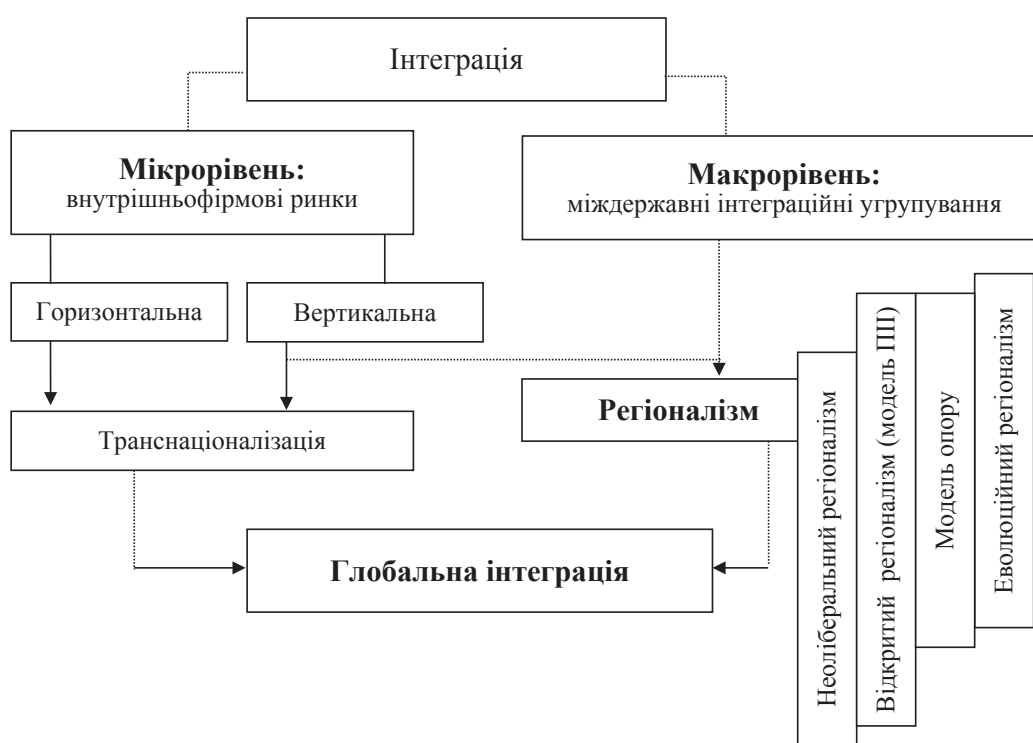 Інтеграція
Мікрорівень:
внутрішньофірмові ринки
Макрорівень:
міждержавні інтеграційні угрупування
Горизонтальна
Вертикальна
Транснаціоналізація
Регіоналізм
Неоліберальний регіоналізм
Відкритий регіоналізм (модель ПІІ)
Модель опору
Еволюційний регіоналізм
Глобальна інтеграція